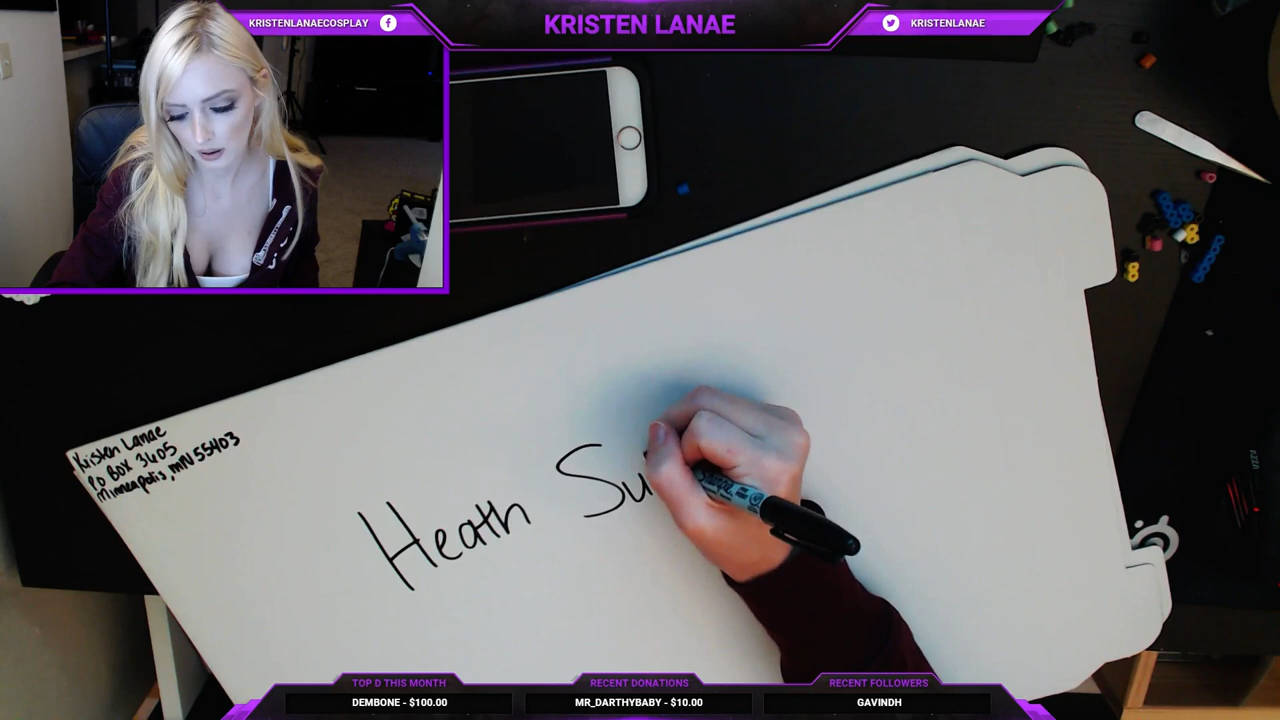 KRISTENLANAECOSPLAY
KRISTEN LANAE
KRISTENLANAE
Kristen Lanae
PO BOX 3405
Minneapolis, MN 55403
Heath Su
TOP D THIS MONTH
DEMBONE - $100.00
RECENT DONATIONS
MR_DARTHYBABY - $10.00
RECENT FOLLOWERS
GAVINDH